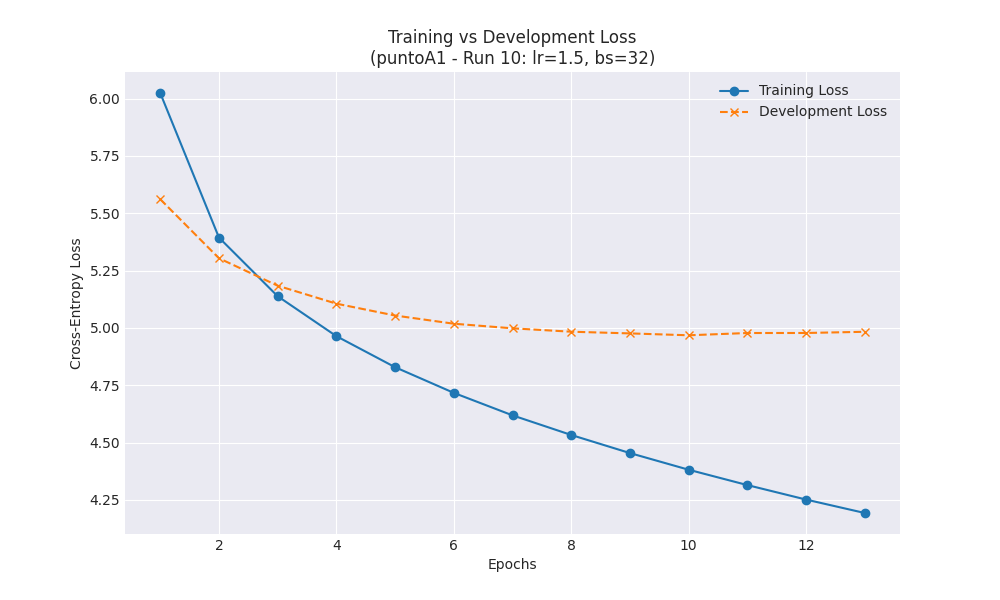 Training vs Development Loss
(puntoA1 - Run 10: lr=1.5, bs=32)
Training Loss
Development Loss
Cross-Entropy Loss
6.00
5.75
5.50
5.25
5.00
4.75
4.50
4.25
2 4 6 8 10 12
Epochs